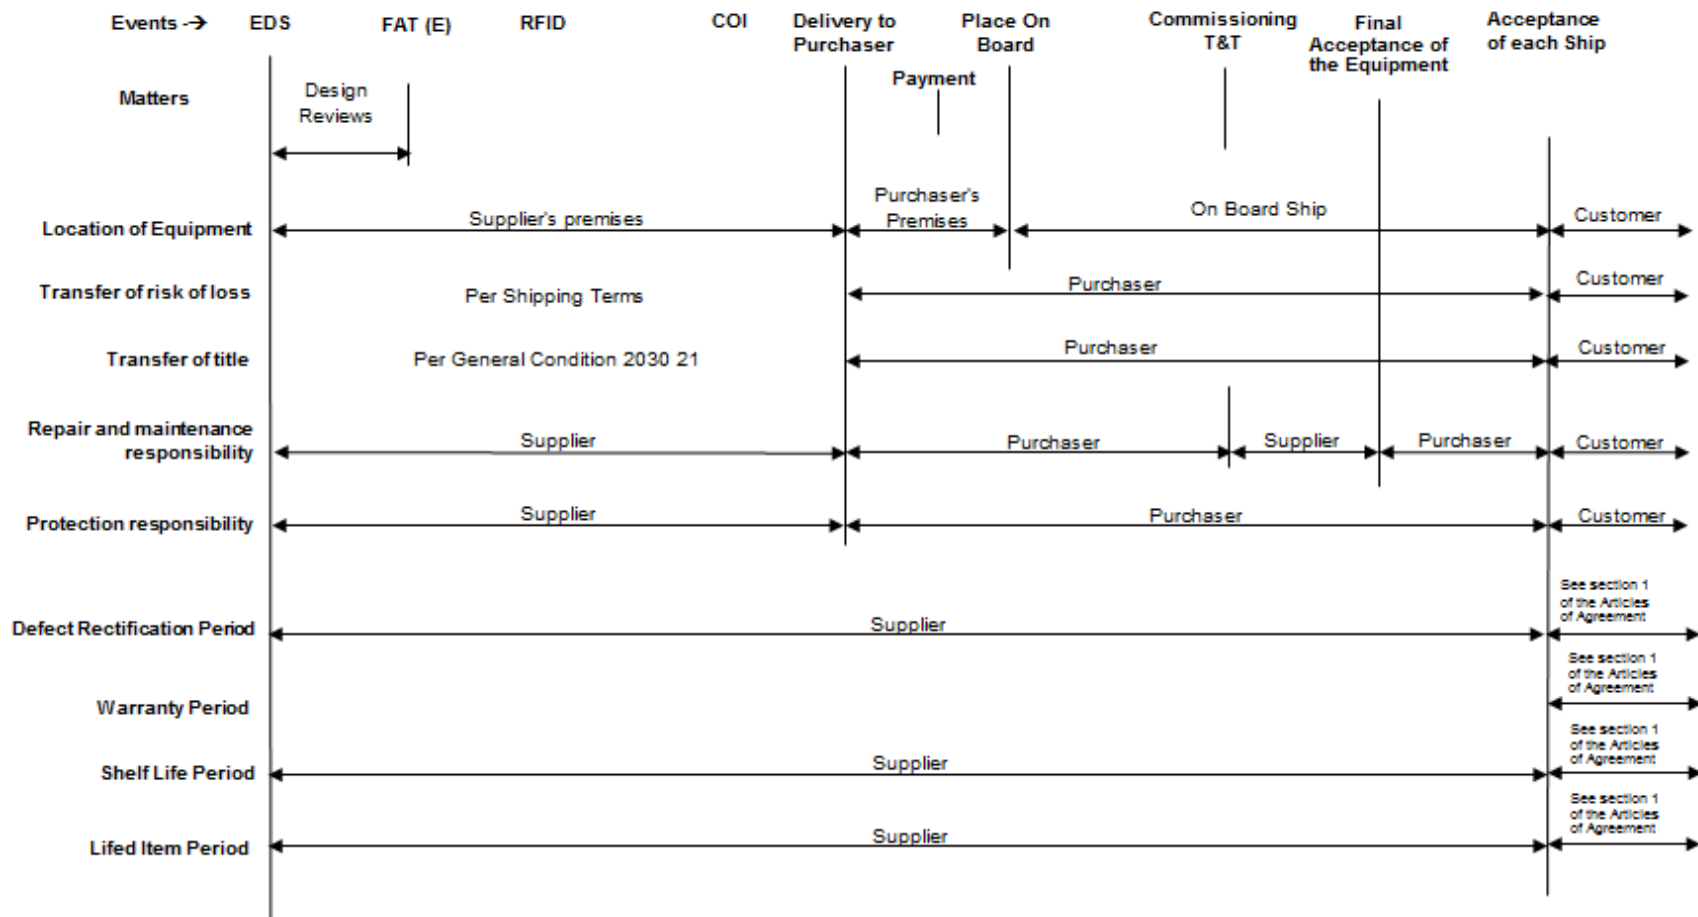 Events -→ EDS FAT (E) RFID COI Delivery to Place On Commissioning Final Acceptance
Purchaser Board T&T Acceptance of of each Ship
the Equipment
Payment
Matters
Design
Reviews
Purchaser's
Location of Equipment Supplier's premises Premises On Board Ship Customer
Transfer of risk of loss Per Shipping Terms Purchaser Customer
Transfer of title Per General Condition 2030 21 Purchaser Customer
Repair and maintenance
responsibility Supplier Purchaser Supplier Purchaser Customer
Protection responsibility Supplier Purchaser Customer
See section 1
of the Articles
of Agreement
Defect Rectification Period Supplier
See section 1
of the Articles
of Agreement
Warranty Period
See section 1
of the Articles
of Agreement
Shelf Life Period Supplier
See section 1
of the Articles
of Agreement
Lifed Item Period Supplier